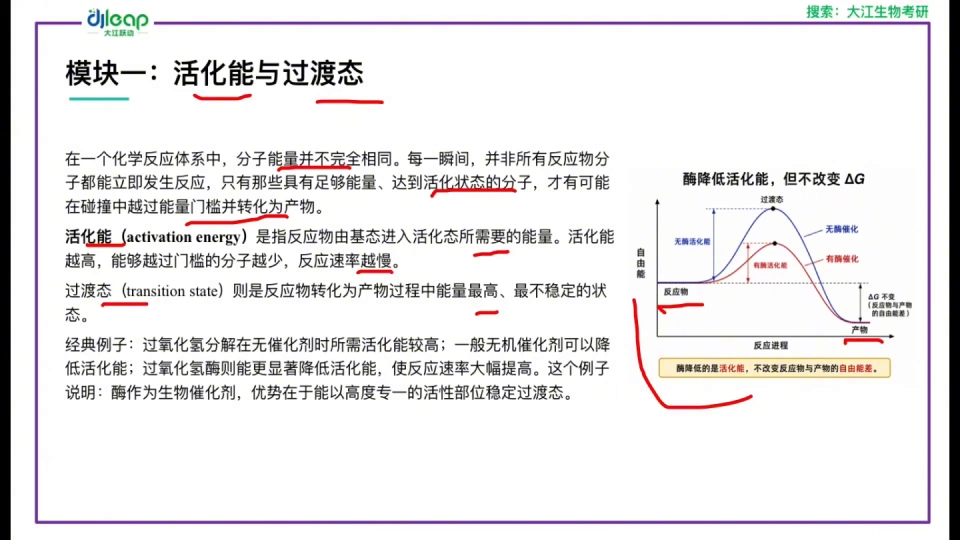 djleap
大江跃动
搜索：大江生物考研
模块一：活化能与过渡态
在一个化学反应体系中，分子能量并不完全相同。每一瞬间，并非所有反应物分
子都能立即发生反应，只有那些具有足够能量、达到活化状态的分子，才有可能
在碰撞中越过能量门槛并转化为产物。
活化能（activation energy）是指反应物由基态进入活化态所需要的能量。活化能
越高，能够越过门槛的分子越少，反应速率越慢。
过渡态（transition state）则是反应物转化为产物过程中能量最高、最不稳定的状
态。
经典例子：过氧化氢分解在无催化剂时所需活化能较高；一般无机催化剂可以降
低活化能；过氧化氢酶则能更显著降低活化能，使反应速率大幅提高。这个例子
说明：酶作为生物催化剂，优势在于能以高度专一的活性部位稳定过渡态。
酶降低活化能，但不改变 ΔG
过渡态
无酶催化
无酶活化能
有酶催化
有酶活化能
自由能
反应物
ΔG 不变
（反应物与产物
的自由能差）
产物
反应进程
酶降低的是活化能，不改变反应物与产物的自由能差。